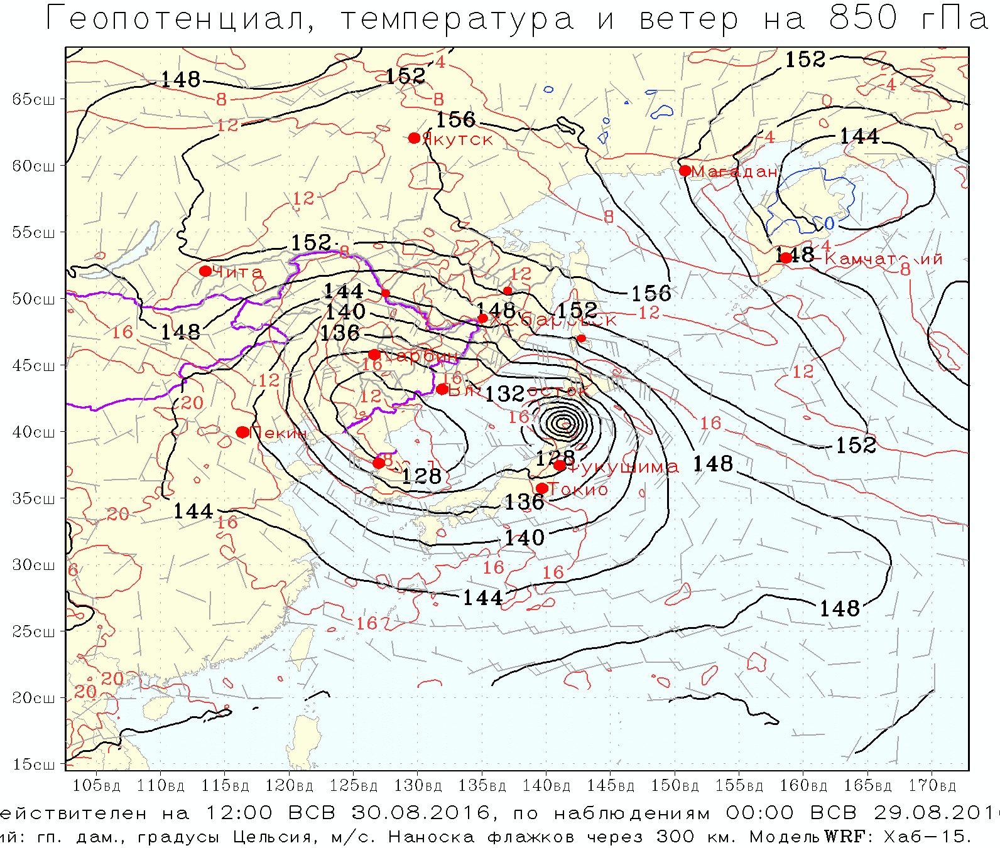 Геопотенциал, температура и ветер на 850 гПа
152
4
148
152
4
65сш
8
8
12
156
144
Якутск
4
60сш
Магадан
12
8
0
55сш
152
8
4
148
Камчатский
Чита
12
8
144
156
50сш
140
148
152
12
16
148
136
Хабаровск
45сш
16
Харбин
12
16
12
20
12
132
16
16
40сш
Пекин
152
8
128
128
Фукушима
148
Токио
35сш
144
136
20
16
140
30сш
6
16
16
144
148
25сш
16
20
20
20сш
15сш
105вд 110вд 115вд 120вд 125вд 130вд 135вд 140вд 145вд 150вд 155вд 160вд 165вд 170вд
ействителен на 12:00 ВСВ 30.08.2016, по наблюдениям 00:00 ВСВ 29.08.201
ий: гп. дам., градусы Цельсия, м/с. Наноска флажков через 300 км. Модель WRF: Хаб-15.